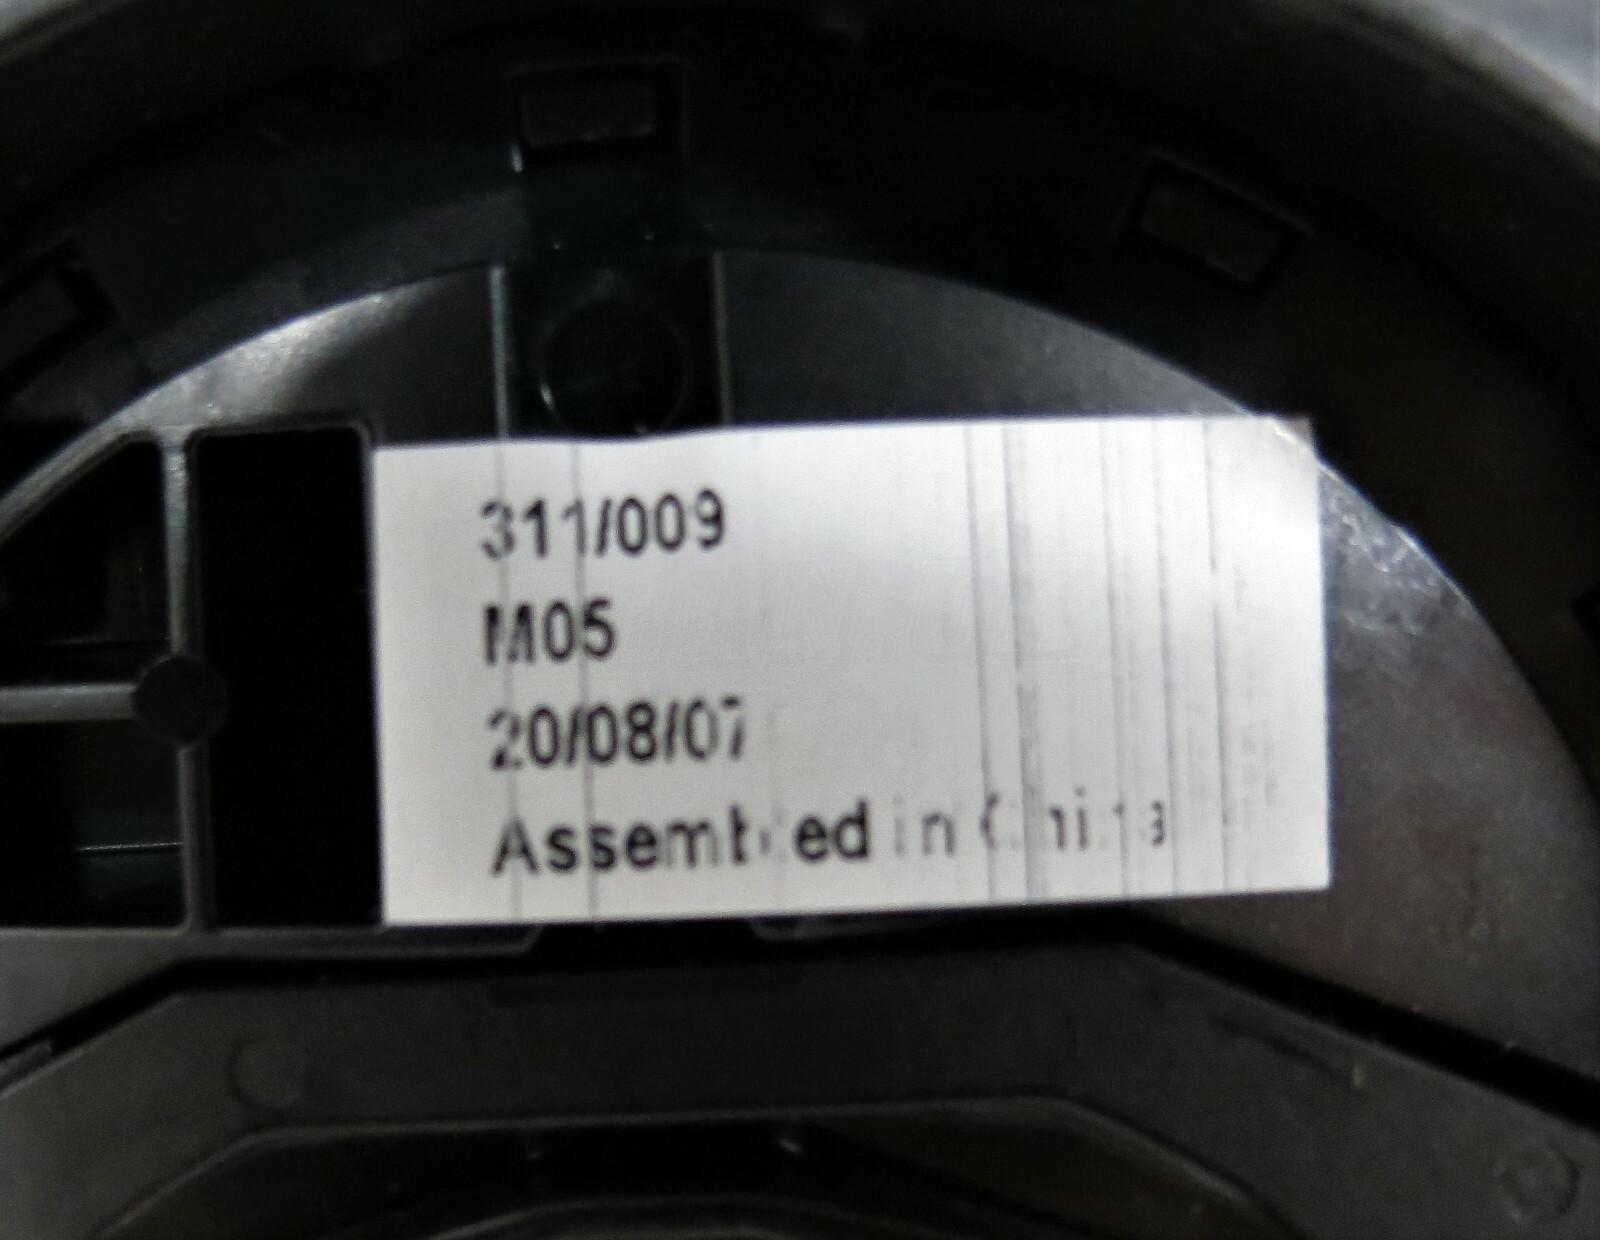 311/009
M05
20/08/07
Assembled in China